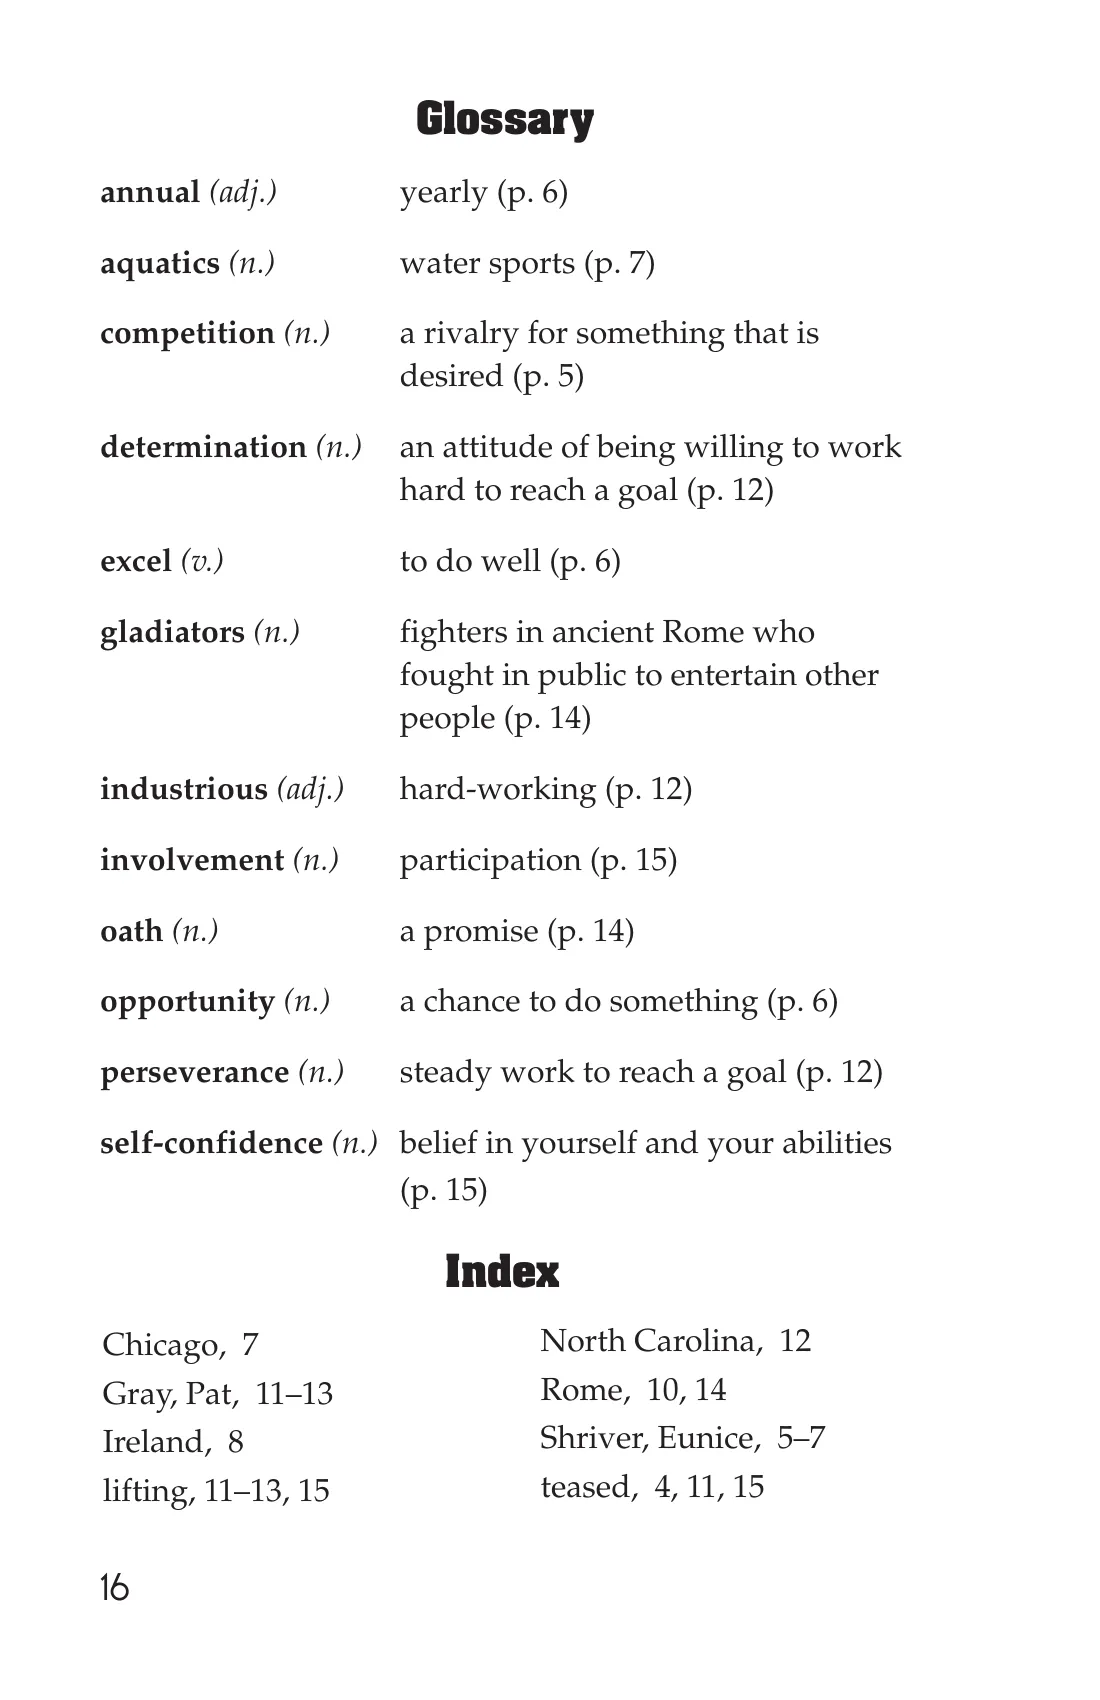 Glossary
annual (adj.) yearly (p. 6)
aquatics (n.) water sports (p. 7)
competition (n.) a rivalry for something that is
desired (p. 5)
determination (n.) an attitude of being willing to work
hard to reach a goal (p. 12)
excel (v.) to do well (p. 6)
gladiators (n.) fighters in ancient Rome who
fought in public to entertain other
people (p. 14)
industrious (adj.) hard-working (p. 12)
involvement (n.) participation (p. 15)
oath (n.) a promise (p. 14)
opportunity (n.) a chance to do something (p. 6)
perseverance (n.) steady work to reach a goal (p. 12)
self-confidence (n.) belief in yourself and your abilities
(p. 15)
Index
Chicago, 7
Gray, Pat, 11–13
Ireland, 8
lifting, 11–13, 15
North Carolina, 12
Rome, 10, 14
Shriver, Eunice, 5–7
teased, 4, 11, 15
16